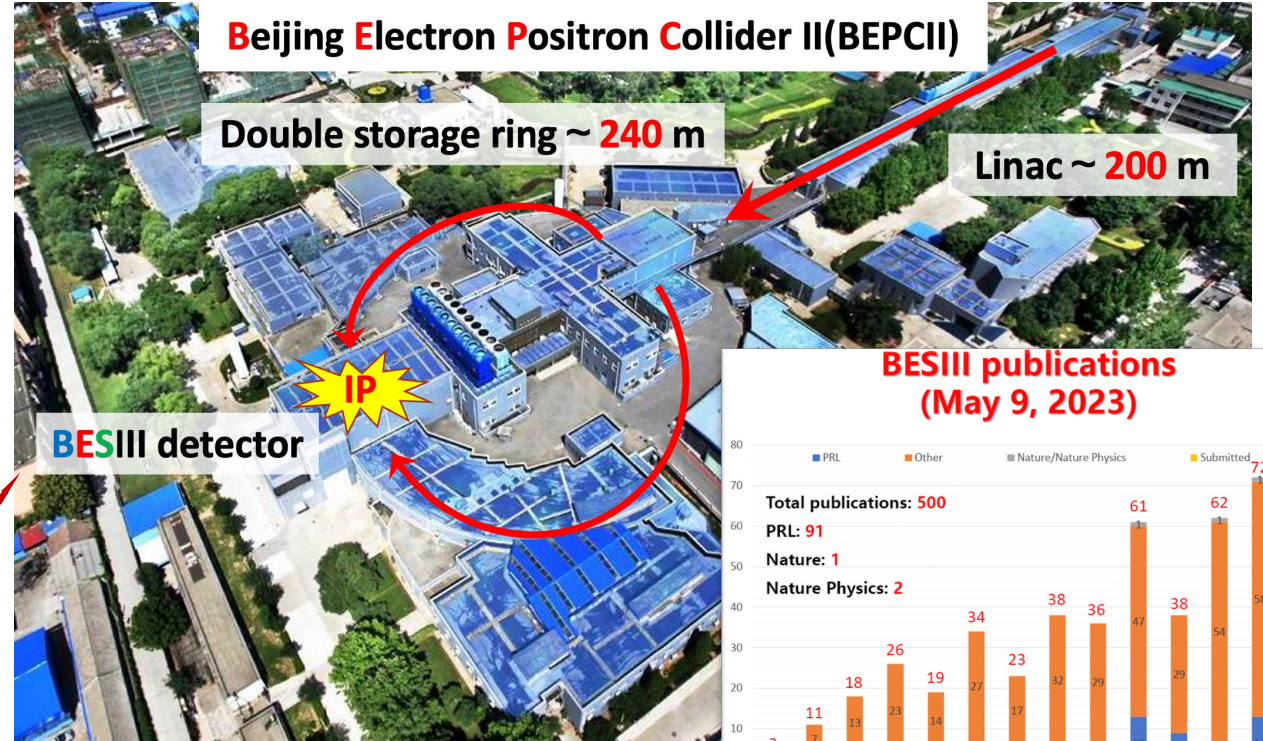 Beijing Electron Positron Collider II(BEPCII)
Double storage ring ~ 240 m
Linac ~ 200 m
IP
BESIII detector
BESIII publications
(May 9, 2023)
PRL Other Nature/Nature Physics Submitted
Total publications: 500
PRL: 91
Nature: 1
Nature Physics: 2
80
70
60
50
40
30
20
10
11 18 26 19 34 23 38 36 61 38 62 72
7 13 23 14 27 17 32 29 47 29 54 58
1 1 1